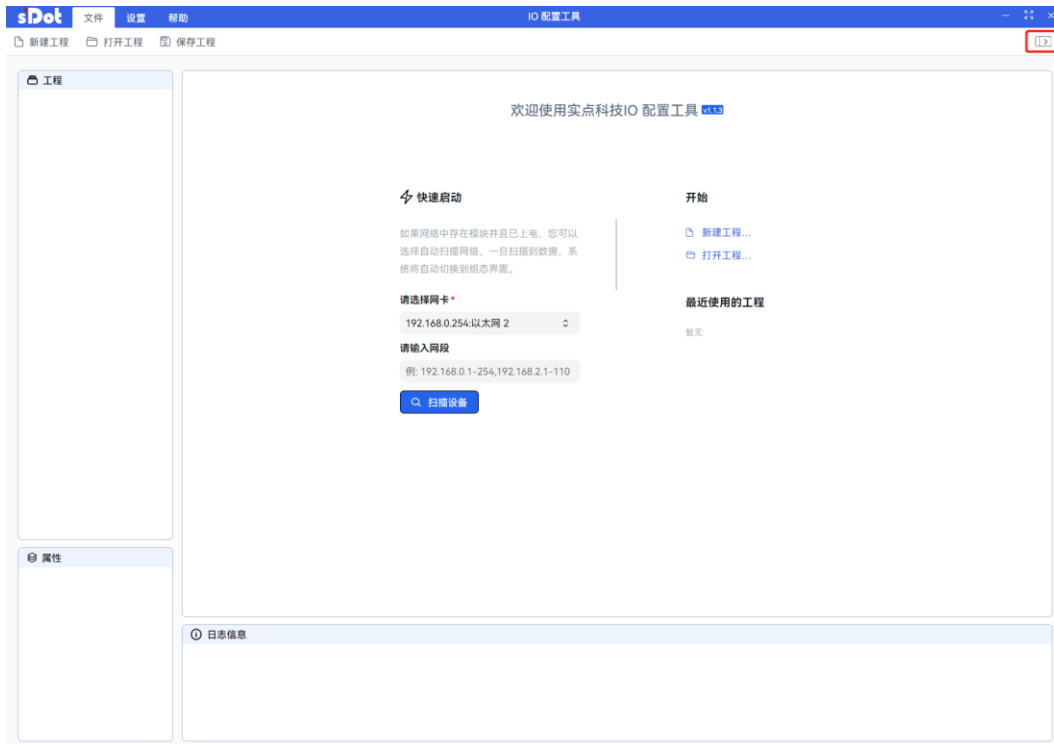 sDot 文件 设置 帮助 IO 配置工具
新建工程 打开工程 保存工程
工程
欢迎使用实点科技IO 配置工具 v1.1.3
快速启动
如果网络中存在模块并且已上电，您可以
选择自动扫描网络，一旦扫描到数据，系
统将自动切换到组态界面。
请选择网卡*
192.168.0.254:以太网 2
请输入网段
例: 192.168.0.1-254,192.168.2.1-110
扫描设备
开始
新建工程...
打开工程...
最近使用的工程
暂无
属性
日志信息